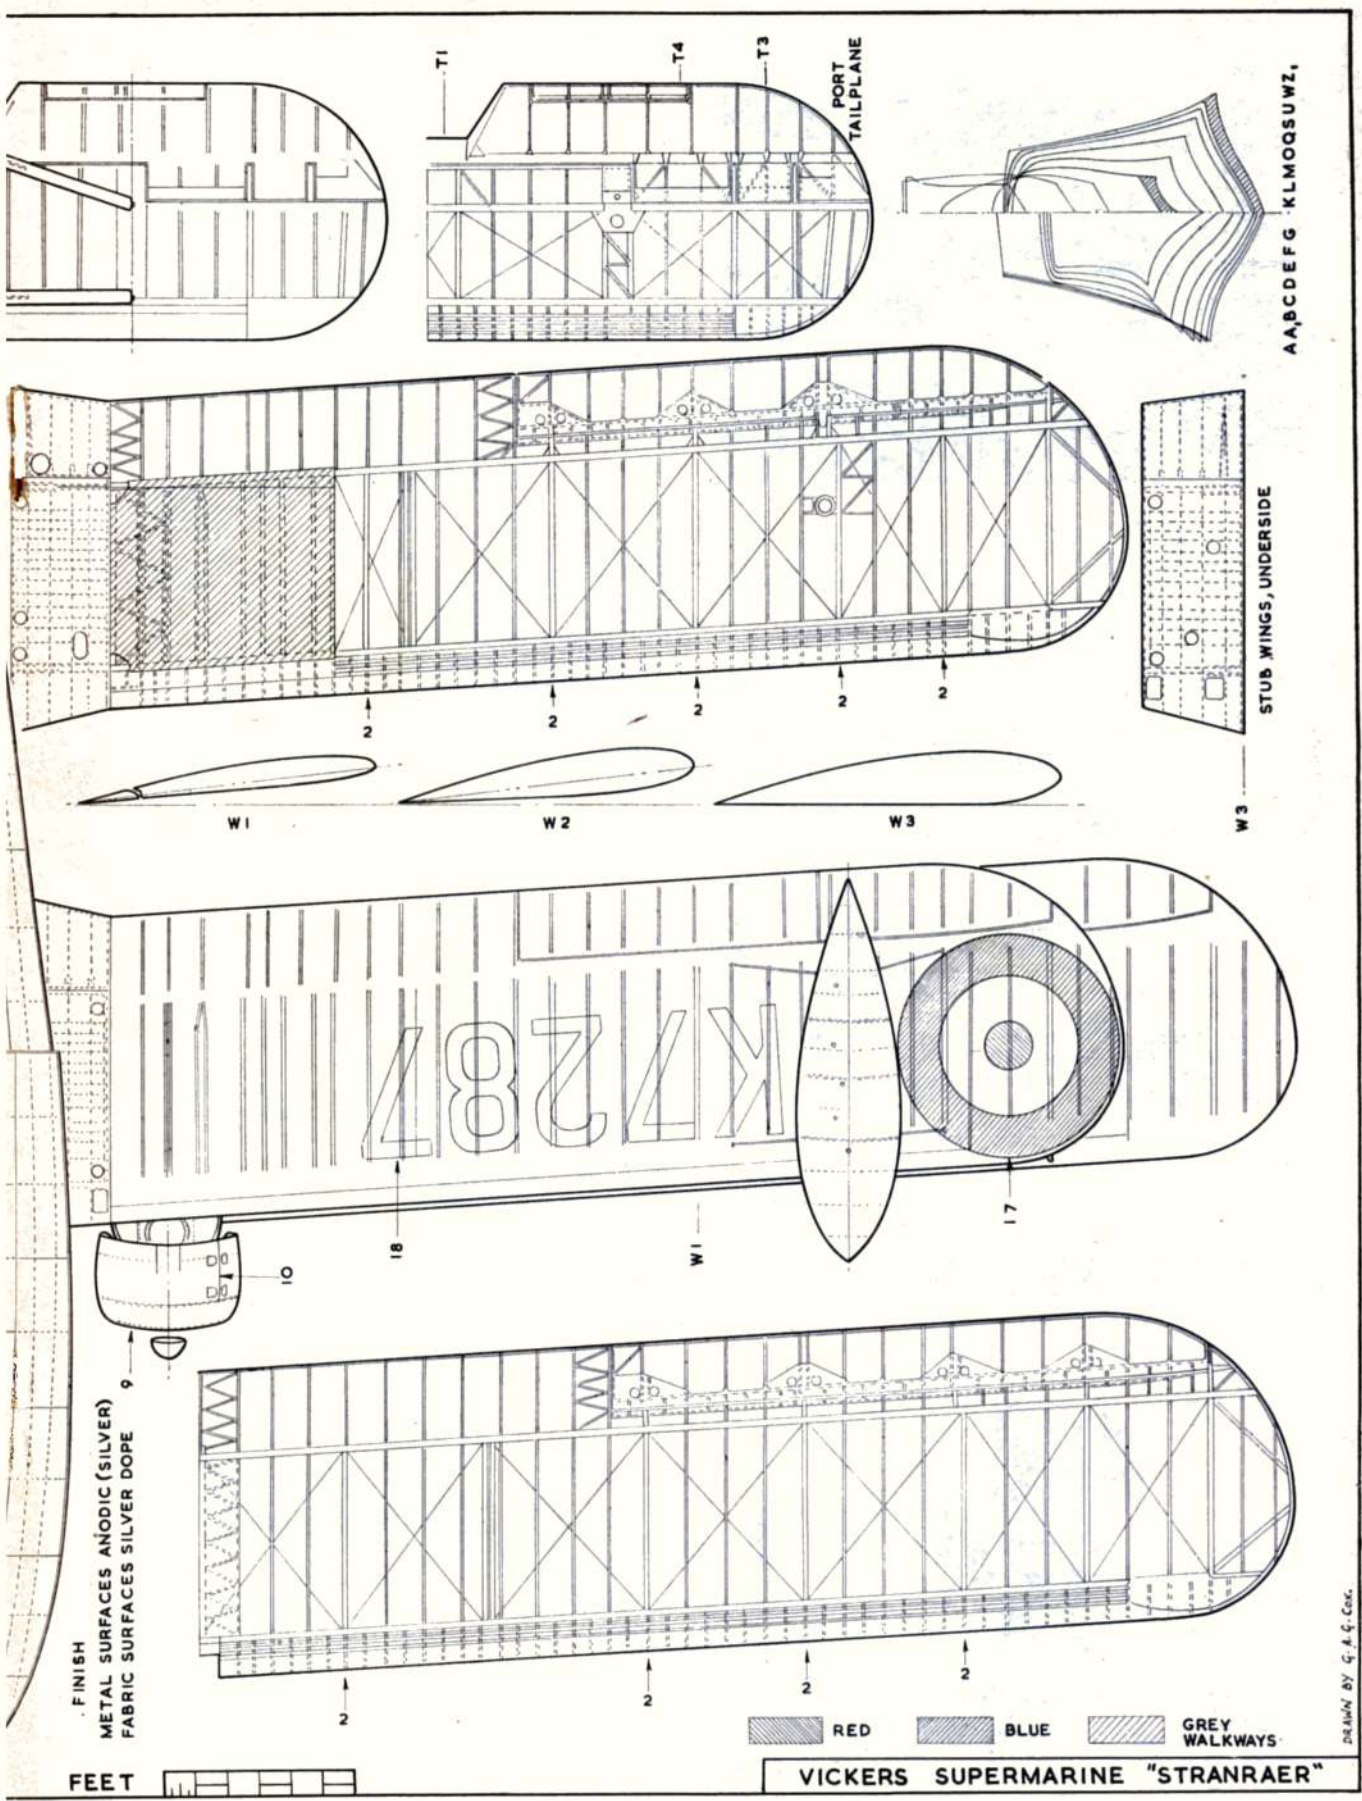 T1
T4
T3
PORT
TAILPLANE
AA,BCDEFG KLMOQSUWZ,
2
2
2
2
2
STUB WINGS, UNDERSIDE
W1
W2
W3
W3
K7287
18
10
W1
17
9
FINISH
METAL SURFACES ANODIC (SILVER)
FABRIC SURFACES SILVER DOPE
2
2
2
2
RED
BLUE
GREY
WALKWAYS
DRAWN BY G.A.G.COX.
FEET
VICKERS SUPERMARINE "STRANRAER"